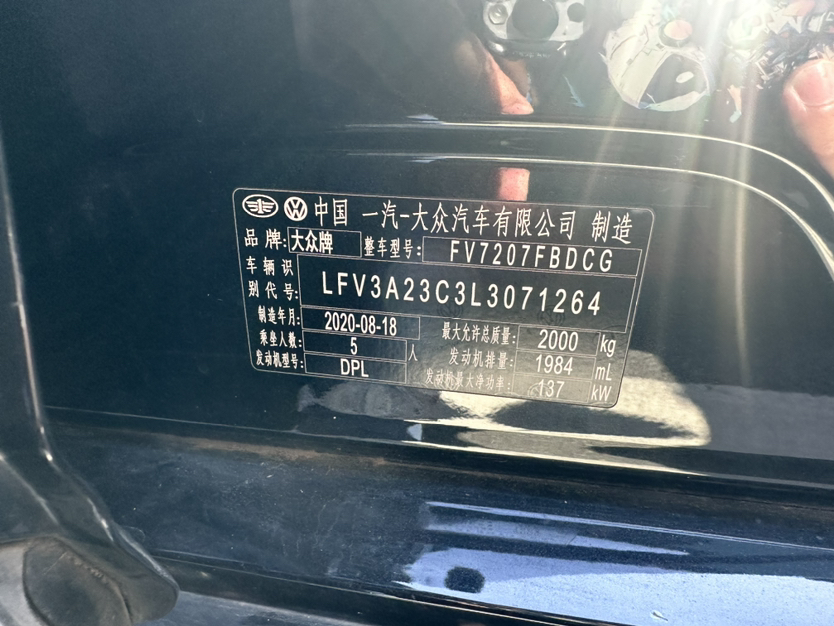 中国 一汽-大众汽车有限公司 制造
品牌: 大众牌 整车型号: FV7207FBDCG
车辆识别代号: LFV3A23C3L3071264
制造年月: 2020-08-18 最大允许总质量: 2000 kg
乘坐人数: 5 人 发动机排量: 1984 mL
发动机型号: DPL 发动机最大净功率: 137 kW